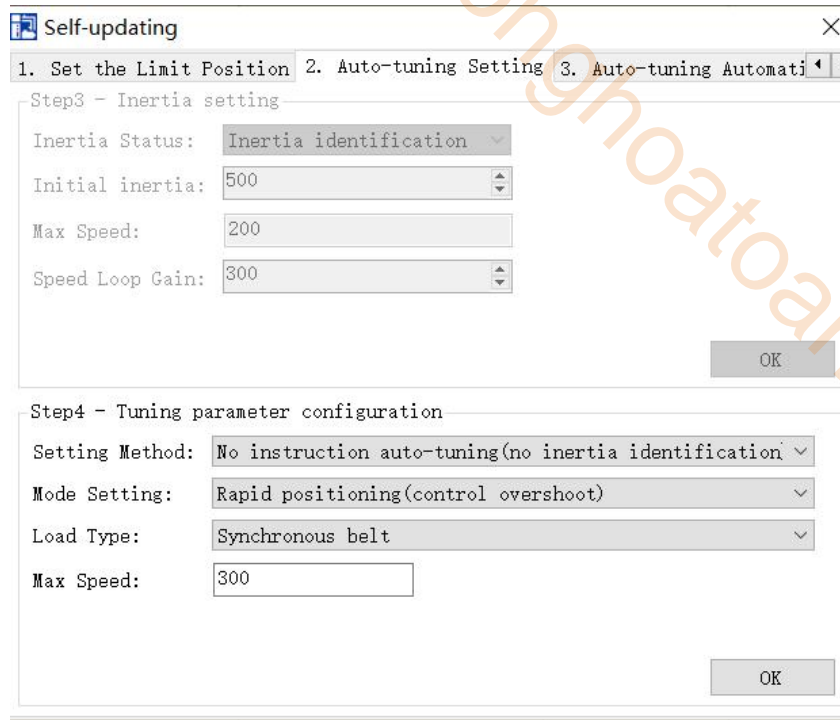 Self-updating
1. Set the Limit Position 2. Auto-tuning Setting 3. Auto-tuning Automati
Step3 - Inertia setting
Inertia Status: Inertia identification
Initial inertia: 500
Max Speed: 200
Speed Loop Gain: 300
OK
Step4 - Tuning parameter configuration
Setting Method: No instruction auto-tuning(no inertia identification)
Mode Setting: Rapid positioning(control overshoot)
Load Type: Synchronous belt
Max Speed: 300
OK